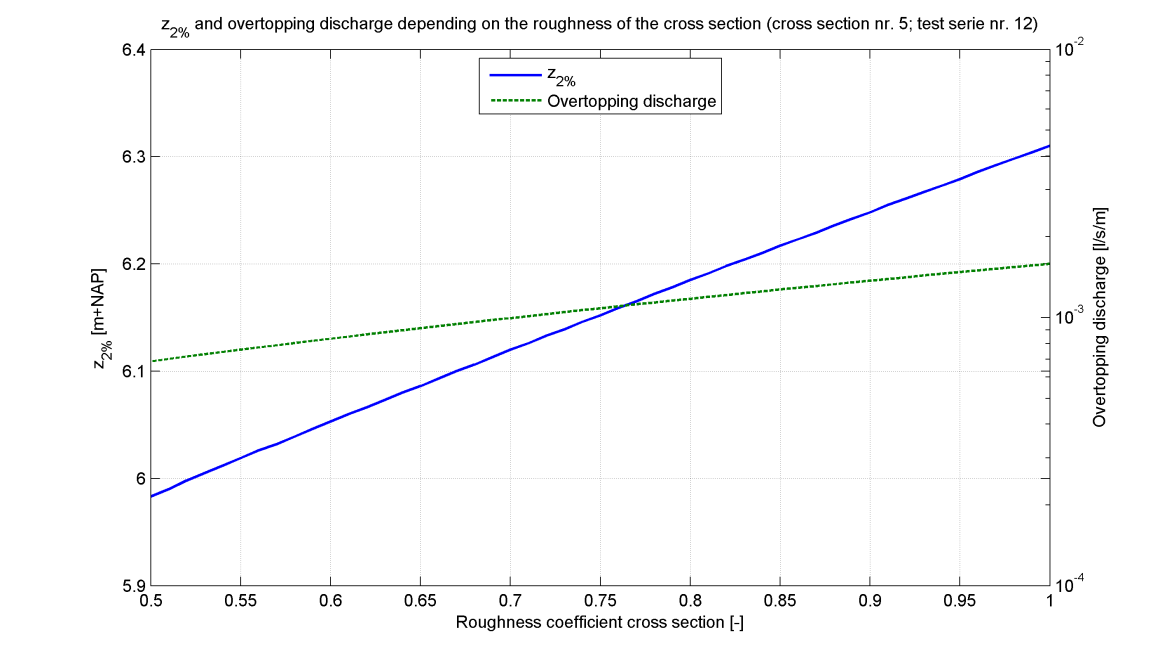 z2% and overtopping discharge depending on the roughness of the cross section (cross section nr. 5; test serie nr. 12)
z2%
Overtopping discharge
6.4
6.3
6.2
6.1
6
5.9
z2% [m+NAP]
10-2
10-3
10-4
Overtopping discharge [l/s/m]
0.5 0.55 0.6 0.65 0.7 0.75 0.8 0.85 0.9 0.95 1
Roughness coefficient cross section [-]